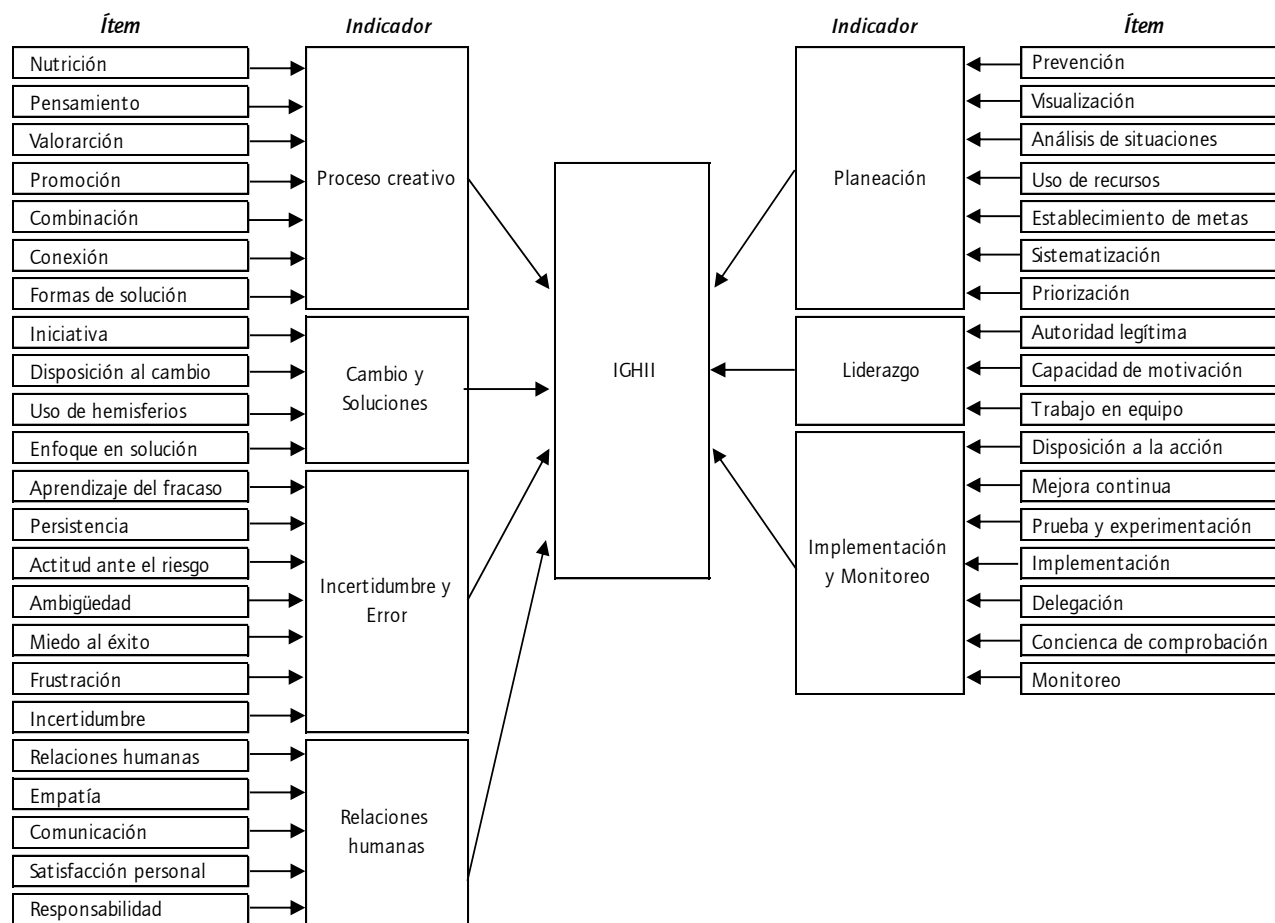 Ítem
Indicador
Nutrición
Pensamiento
Valorarción
Promoción
Combinación
Conexión
Formas de solución
Proceso creativo
Iniciativa
Disposición al cambio
Uso de hemisferios
Enfoque en solución
Cambio y
Soluciones
Aprendizaje del fracaso
Persistencia
Actitud ante el riesgo
Ambigüedad
Miedo al éxito
Frustración
Incertidumbre
Incertidumbre y
Error
Relaciones humanas
Empatía
Comunicación
Satisfacción personal
Responsabilidad
Relaciones
humanas
IGHII
Indicador
Ítem
Planeación
Prevención
Visualización
Análisis de situaciones
Uso de recursos
Establecimiento de metas
Sistematización
Priorización
Liderazgo
Autoridad legítima
Capacidad de motivación
Trabajo en equipo
Implementación
y Monitoreo
Disposición a la acción
Mejora continua
Prueba y experimentación
Implementación
Delegación
Conciencia de comprobación
Monitoreo